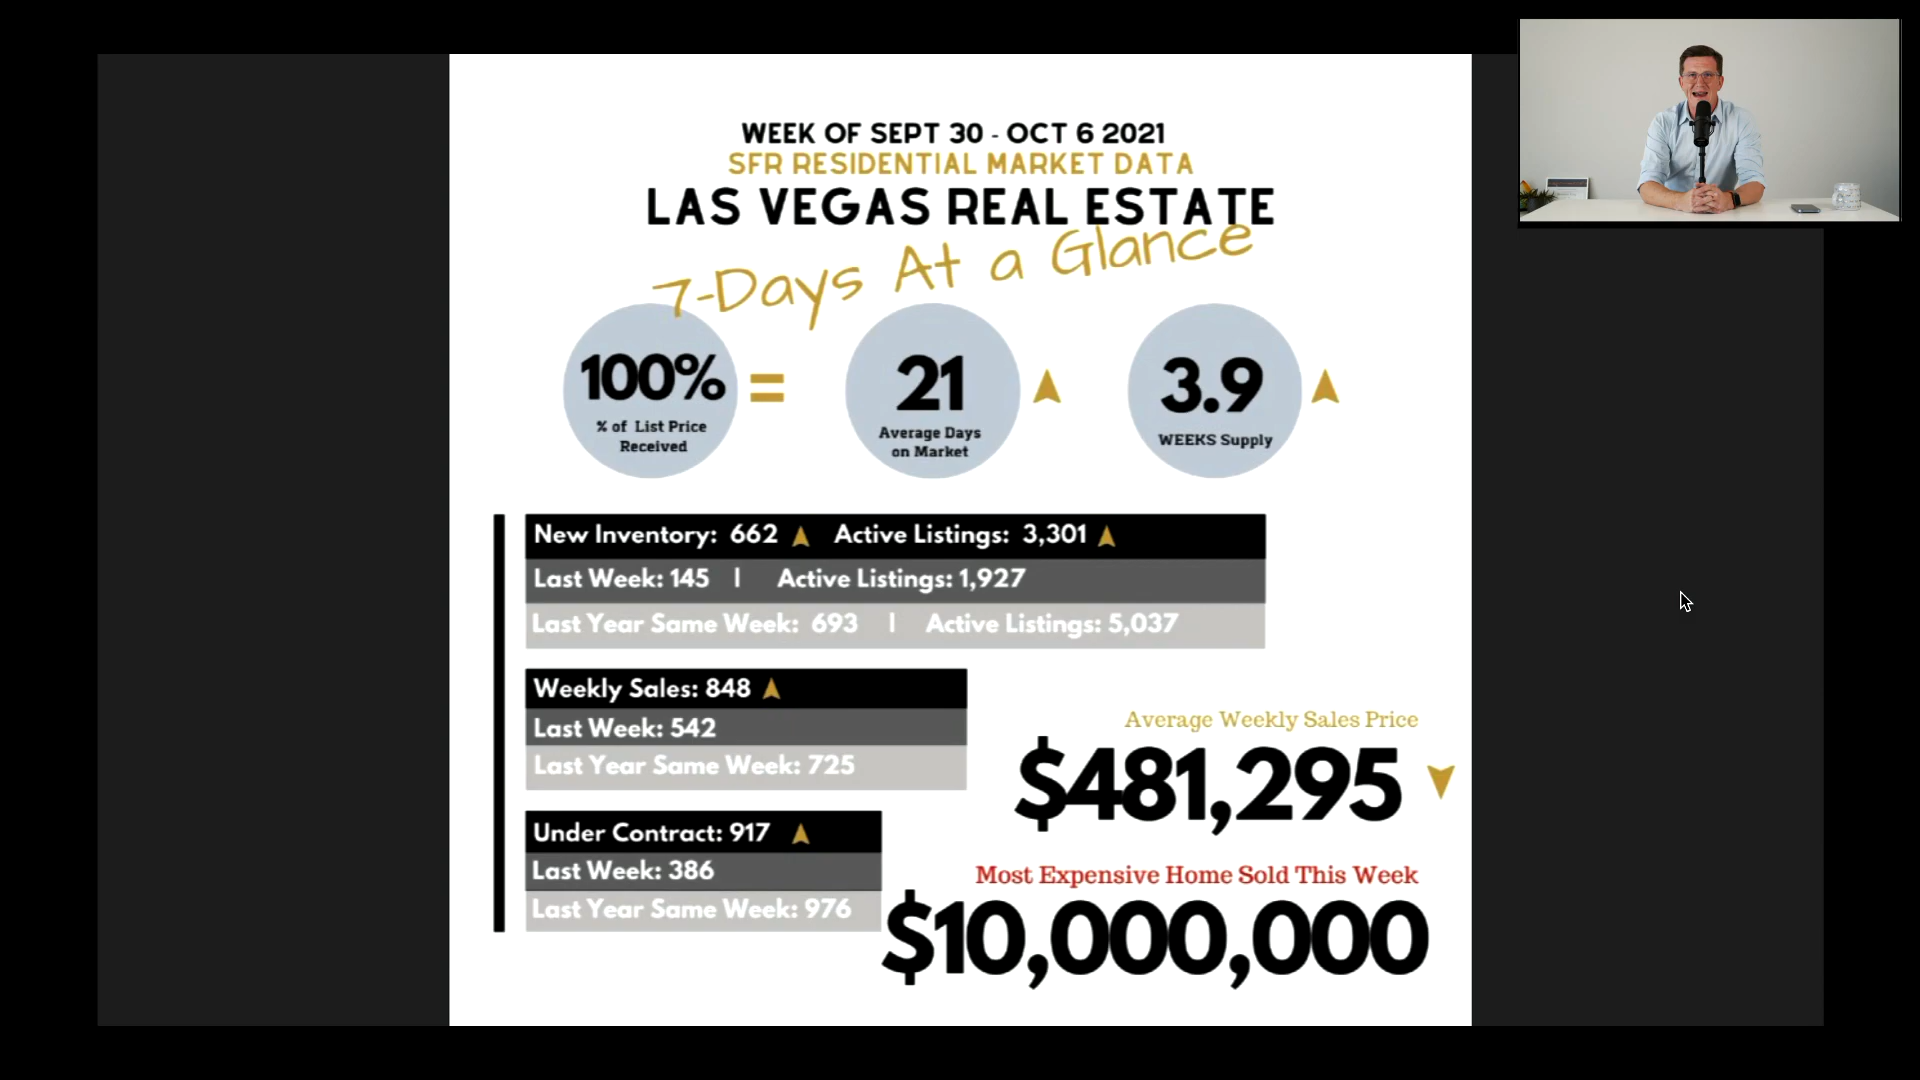 WEEK OF SEPT 30 - OCT 6 2021
SFR RESIDENTIAL MARKET DATA
LAS VEGAS REAL ESTATE
7-Days At a Glance
100%
% of List Price
Received
=
21
Average Days
on Market
3.9
WEEKS Supply
New Inventory: 662 Active Listings: 3,301
Last Week: 145 | Active Listings: 1,927
Last Year Same Week: 693 | Active Listings: 5,037
Weekly Sales: 848
Last Week: 542
Last Year Same Week: 725
Average Weekly Sales Price
$481,295
Under Contract: 917
Last Week: 386
Last Year Same Week: 976
Most Expensive Home Sold This Week
$10,000,000